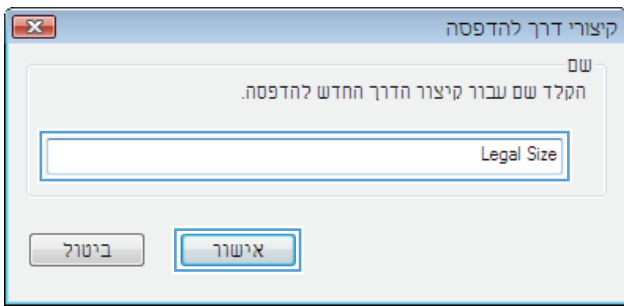 קיצורי דרך להדפסה
שם
הקלד שם עבור קיצור הדרך החדש להדפסה.
Legal Size
אישור
ביטול